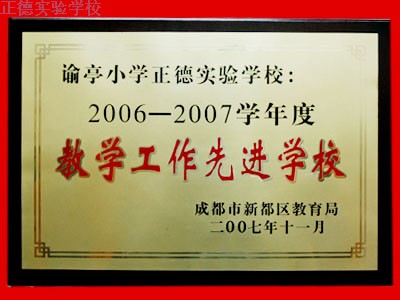 正德实验学校
谕亭小学正德实验学校：
2006—2007学年度
教学工作先进学校
成都市新都区教育局
二00七年十一月